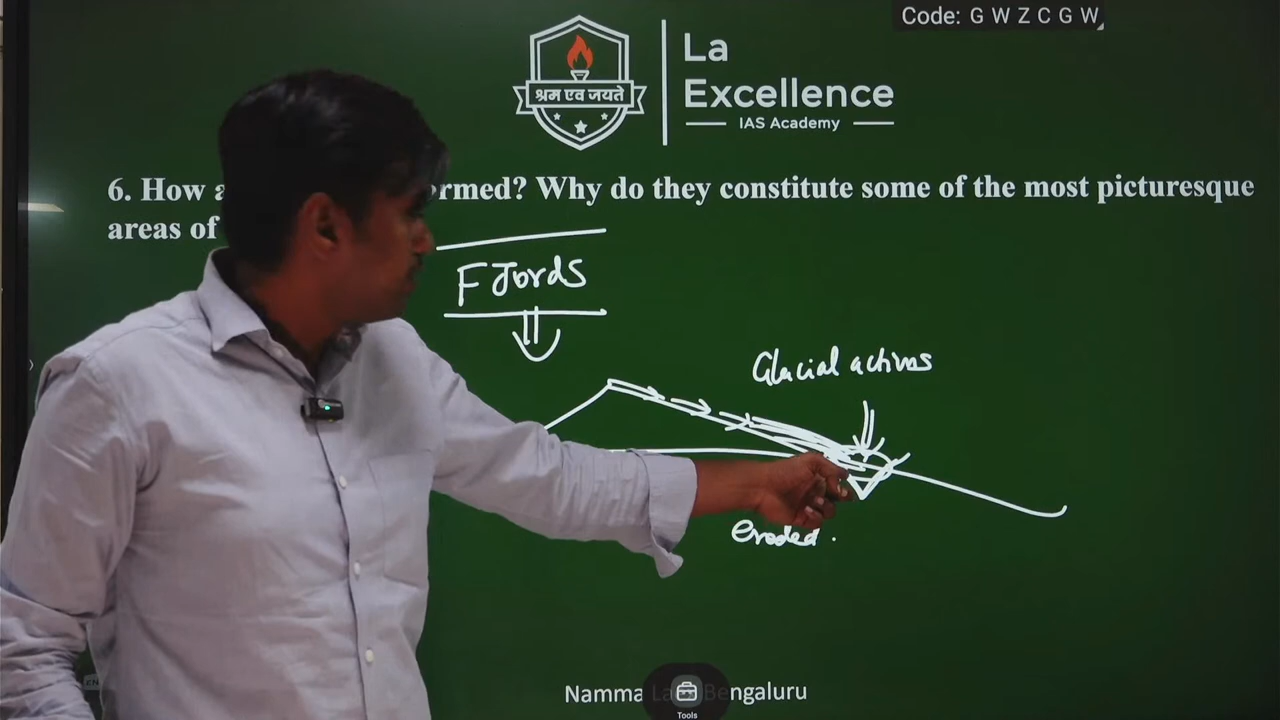 Code: G W Z C G W
श्रम एव जयते
La
Excellence
IAS Academy
6. How a ormed? Why do they constitute some of the most picturesque
areas of
FJords
Glacial actions
eroded.
Namma La Bengaluru
Tools